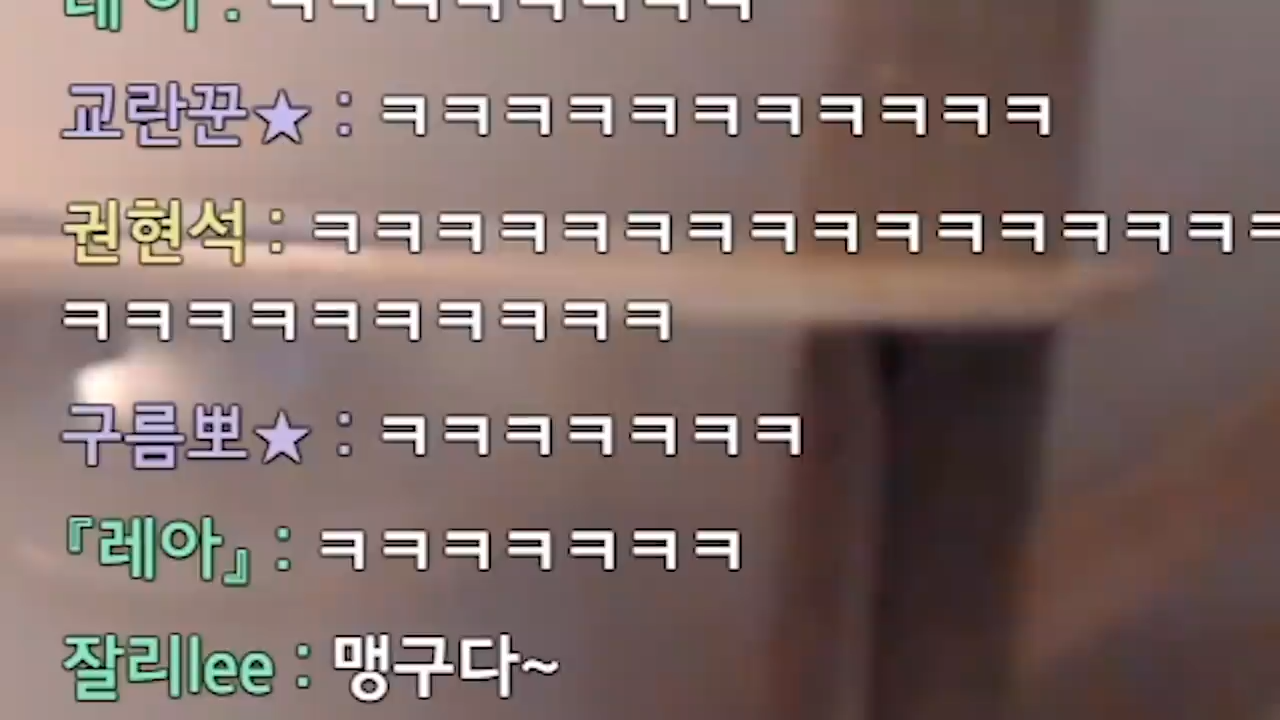 교란꾼★ : ㅋㅋㅋㅋㅋㅋㅋㅋㅋㅋㅋ
권현석 : ㅋㅋㅋㅋㅋㅋㅋㅋㅋㅋㅋㅋㅋㅋㅋㅋ
ㅋㅋㅋㅋㅋㅋㅋㅋㅋㅋ
구름뽀★ : ㅋㅋㅋㅋㅋㅋㅋ
『레아』 : ㅋㅋㅋㅋㅋㅋㅋ
잘리lee : 맹구다~